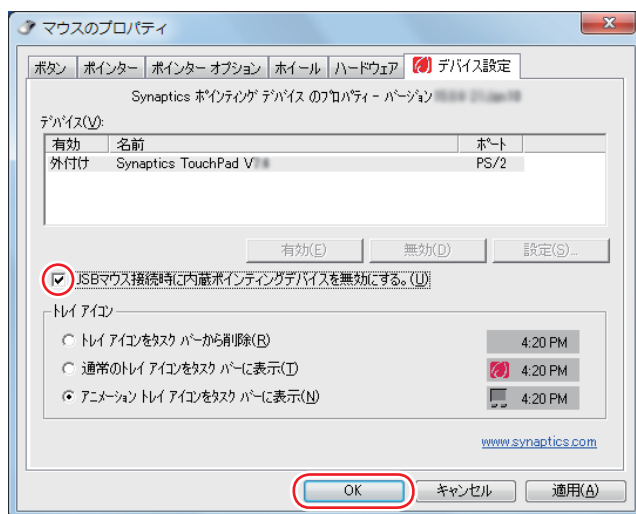 マウスのプロパティ
ボタン ポインター ポインター オプション ホイール ハードウェア デバイス設定
Synaptics ポインティング デバイス のプロパティ - バージョン
デバイス(V):
有効 名前 ポート
外付け Synaptics TouchPad V PS/2
有効(E) 無効(D) 設定(S)...
USBマウス接続時に内蔵ポインティングデバイスを無効にする。(U)
トレイ アイコン
トレイ アイコンをタスク バーから削除(R) 4:20 PM
通常のトレイ アイコンをタスク バーに表示(T) 4:20 PM
アニメーション トレイ アイコンをタスク バーに表示(N) 4:20 PM
www.synaptics.com
OK キャンセル 適用(A)